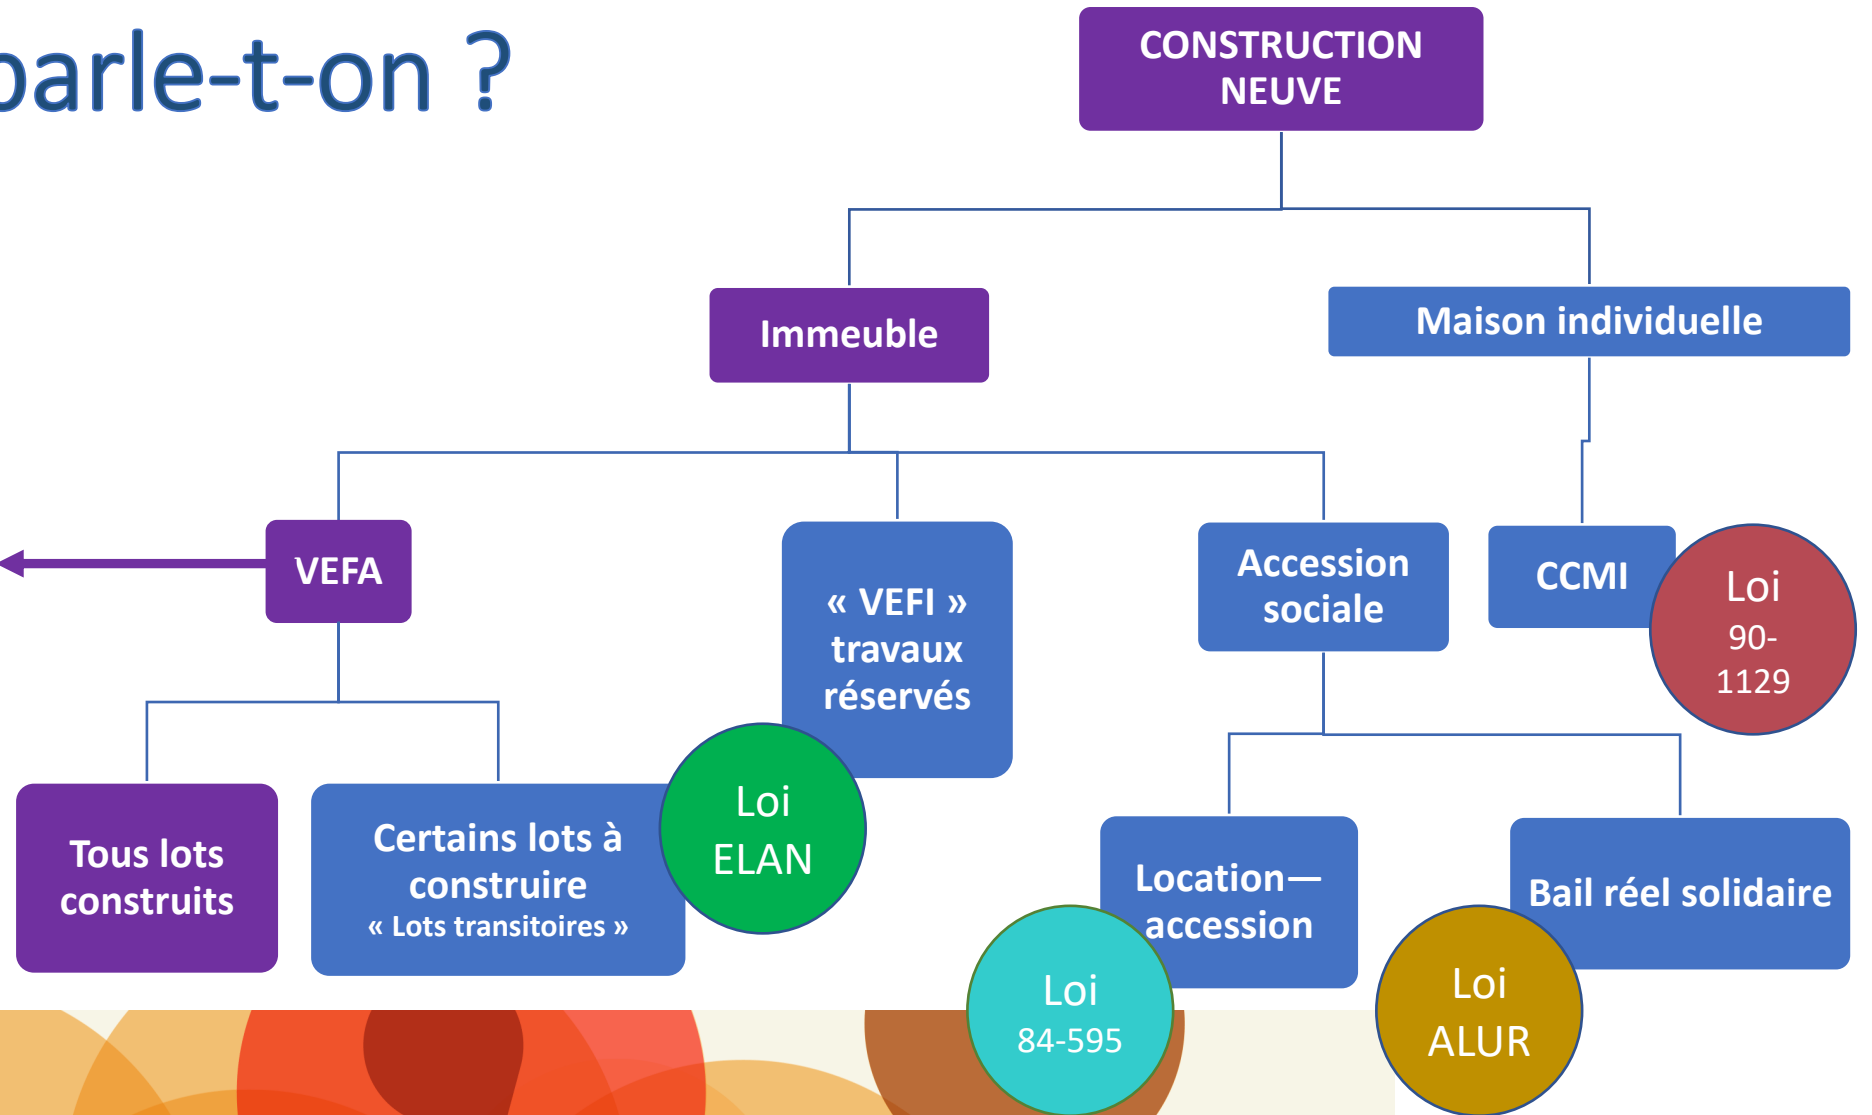 parle-t-on ?
CONSTRUCTION
NEUVE
Immeuble
Maison individuelle
VEFA
« VEFI »
travaux
réservés
Accession
sociale
CCMI
Loi
90-
1129
Tous lots
construits
Certains lots à
construire
« Lots transitoires »
Loi
ELAN
Location—
accession
Bail réel solidaire
Loi
84-595
Loi
ALUR